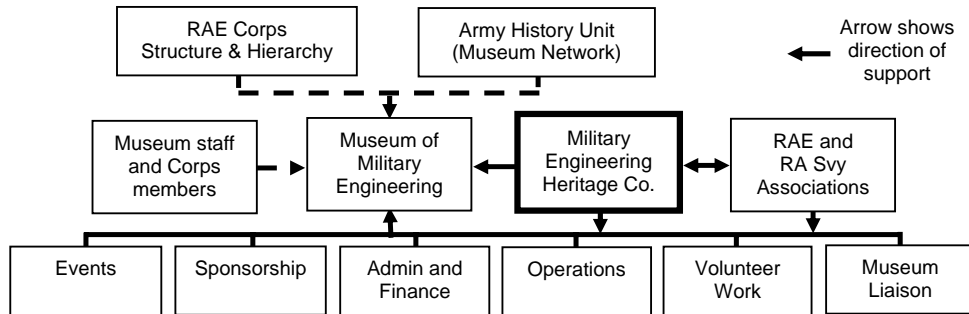 RAE Corps
Structure & Hierarchy
Army History Unit
(Museum Network)
Arrow shows
direction of
support
Museum staff
and Corps
members
Museum of
Military
Engineering
Military
Engineering
Heritage Co.
RAE and
RA Svy
Associations
Events
Sponsorship
Admin and
Finance
Operations
Volunteer
Work
Museum
Liaison